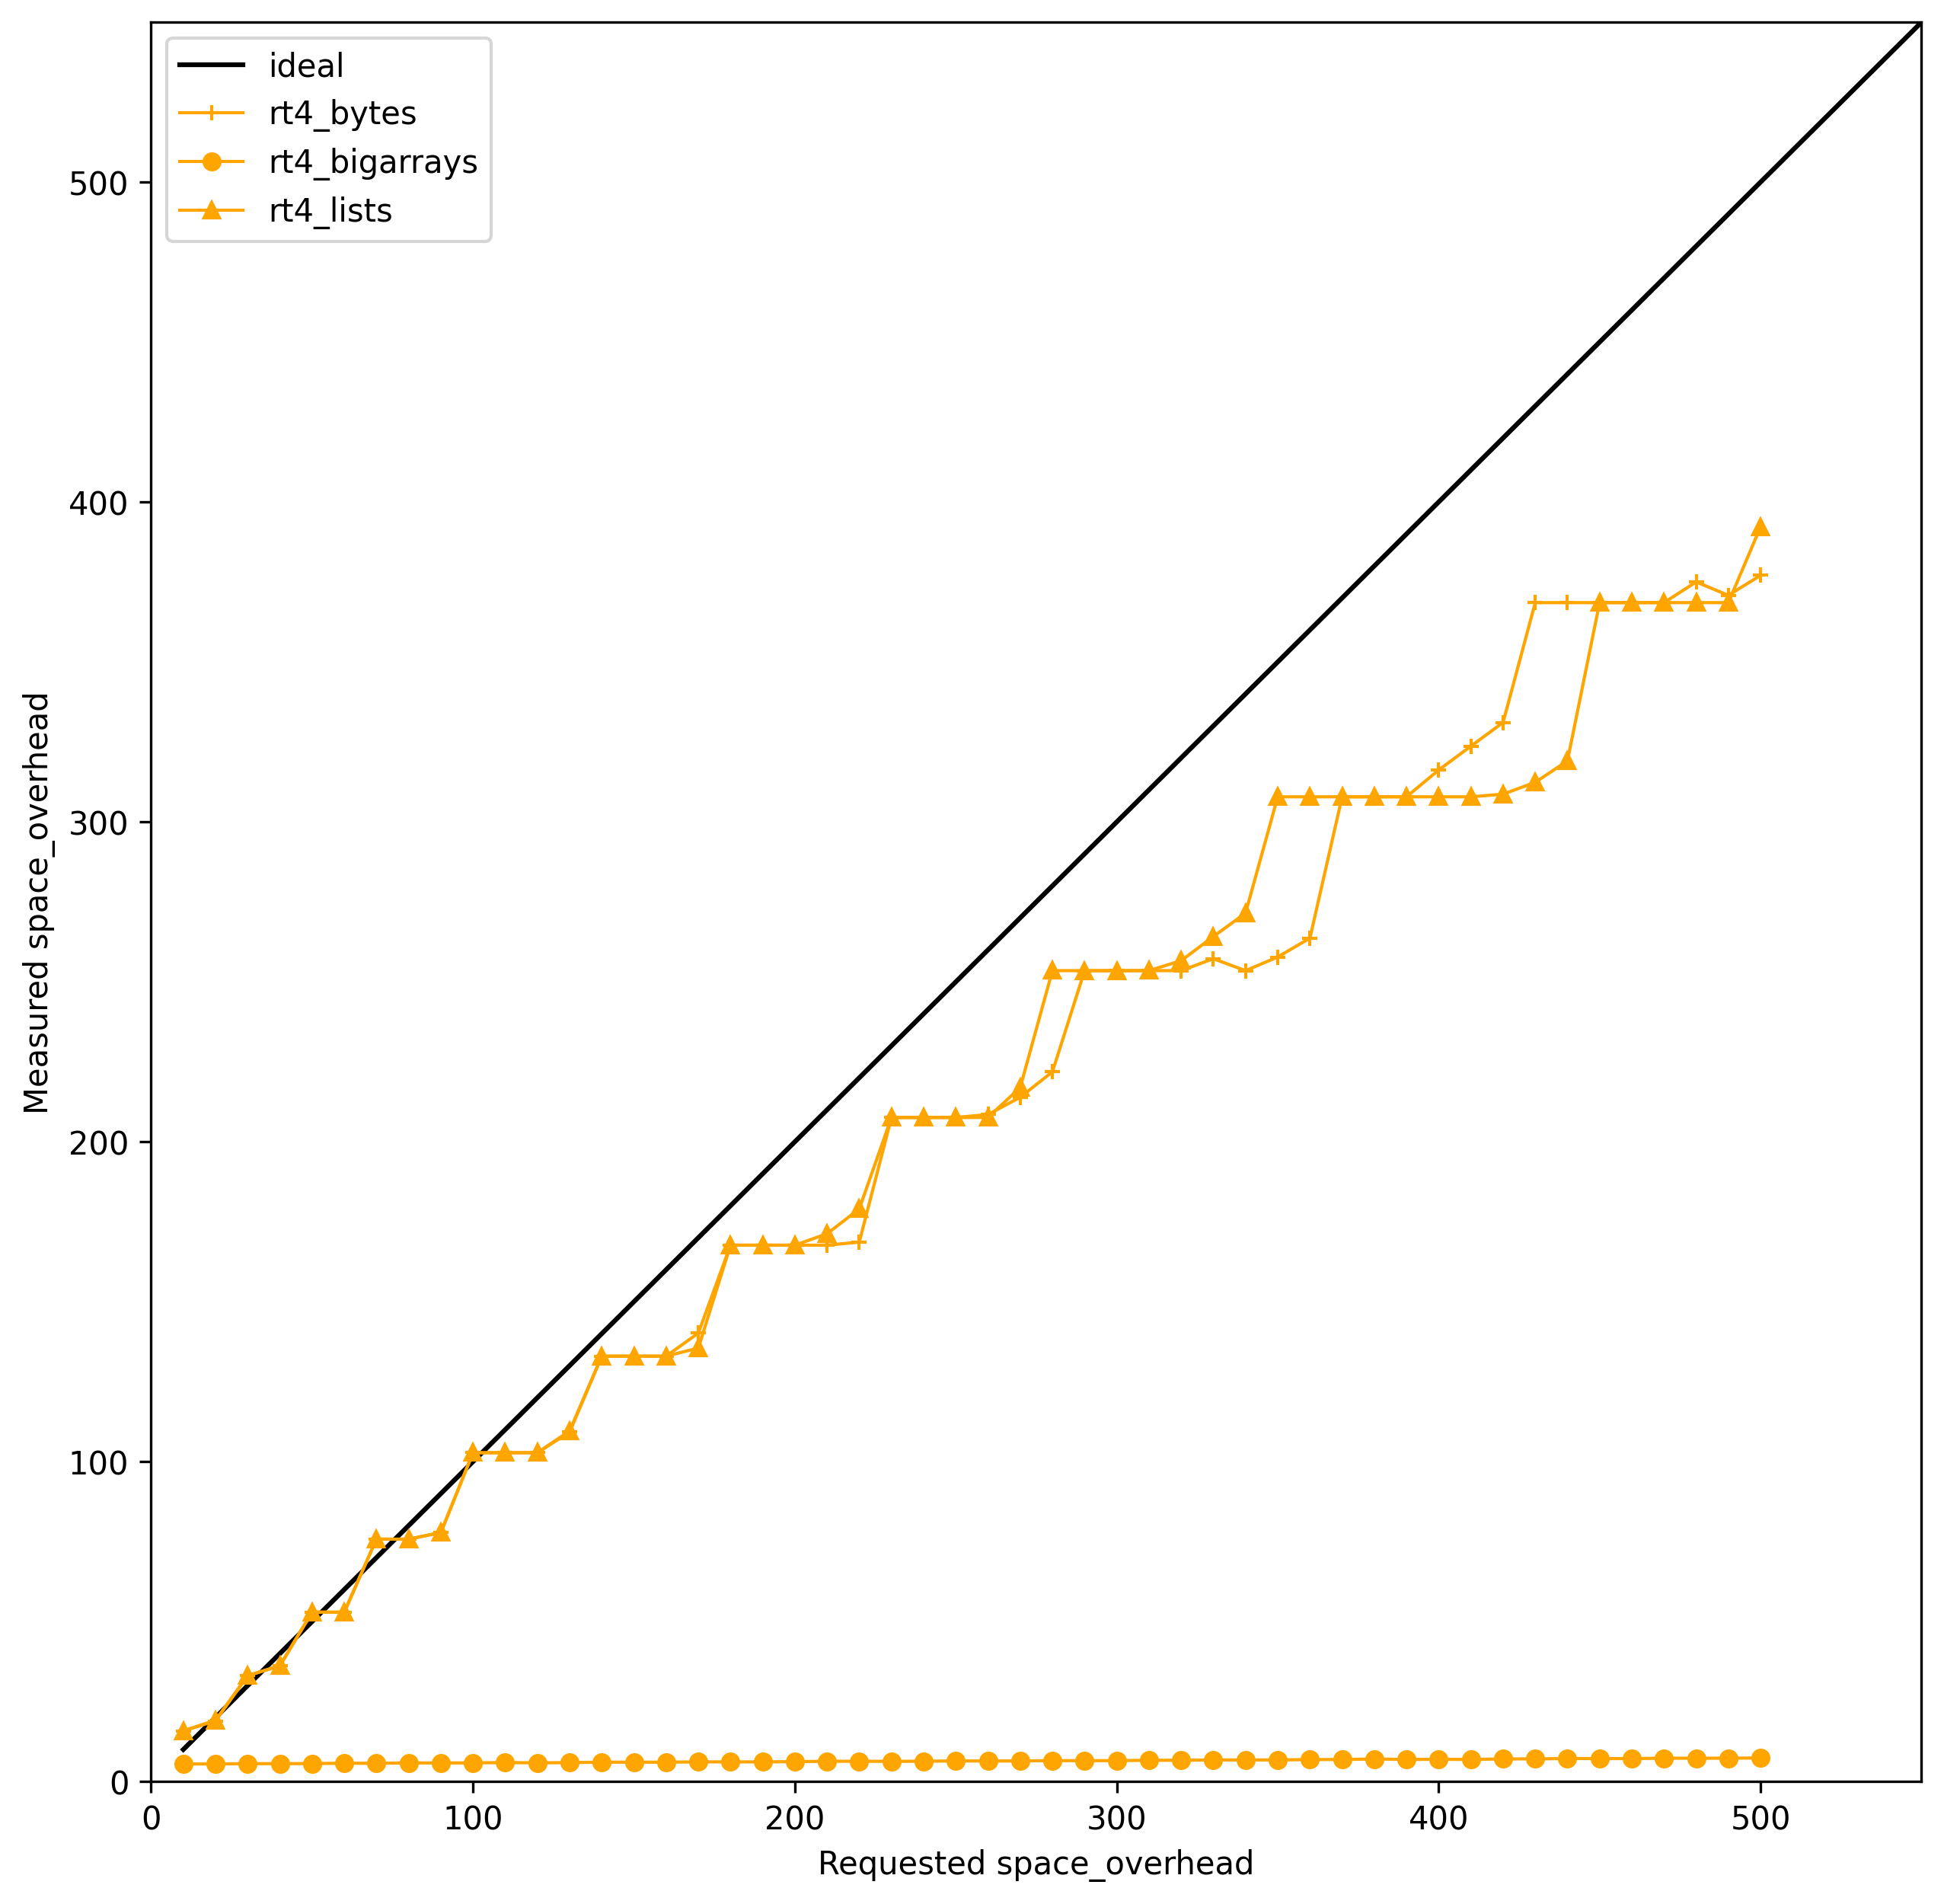 ideal
rt4_bytes
rt4_bigarrays
rt4_lists
Measured space_overhead
500
400
300
200
100
0
0 100 200 300 400 500
Requested space_overhead